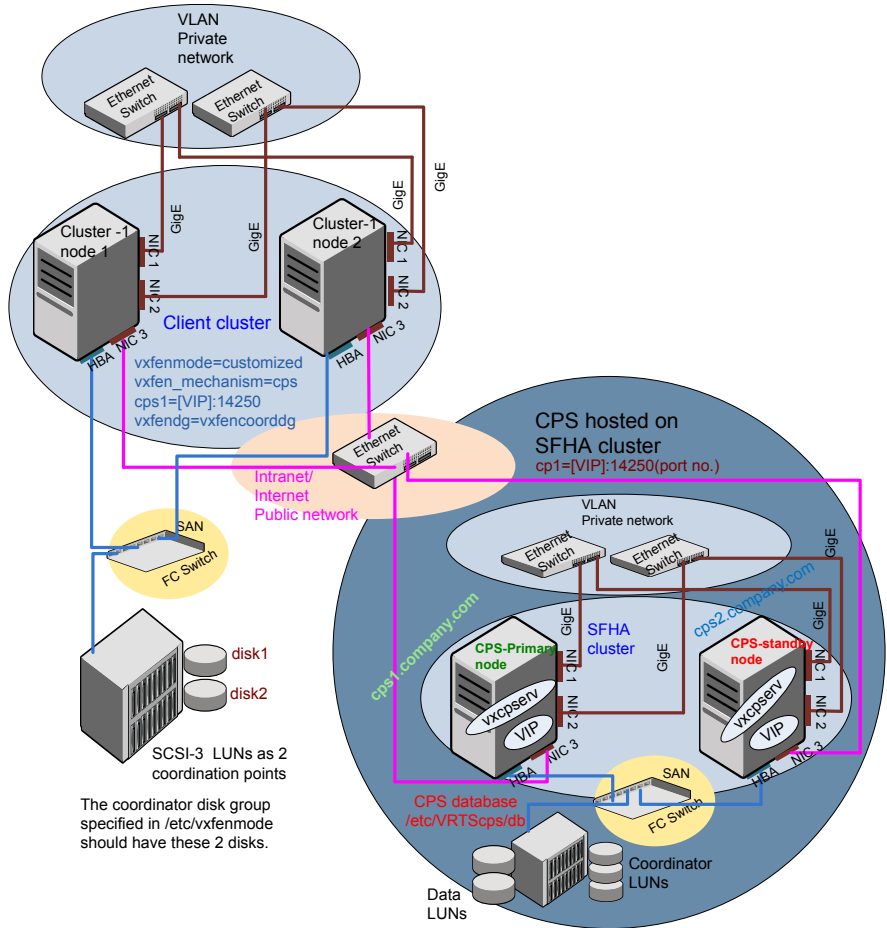 VLAN
Private
network
Ethernet
Switch
Ethernet
Switch
GigE
GigE
GigE
GigE
Cluster -1
node 1
NIC 1
NIC 2
HBA
NIC 3
Cluster-1
node 2
NIC 1
NIC 2
HBA
NIC 3
Client cluster
vxfenmode=customized
vxfen_mechanism=cps
cps1=[VIP]:14250
vxfendg=vxfencoorddg
Ethernet
Switch
Intranet/
Internet
Public network
SAN
FC Switch
disk1
disk2
SCSI-3 LUNs as 2
coordination points
The coordinator disk group
specified in /etc/vxfenmode
should have these 2 disks.
CPS hosted on
SFHA cluster
cp1=[VIP]:14250(port no.)
VLAN
Private network
Ethernet
Switch
Ethernet
Switch
GigE
GigE
GigE
GigE
cps1.company.com
cps2.company.com
SFHA
cluster
CPS-Primary
node
vxcpserv
VIP
NIC 1
NIC 2
HBA
NIC 3
CPS-standby
node
vxcpserv
VIP
NIC 1
NIC 2
HBA
NIC 3
SAN
FC Switch
CPS database
/etc/VRTScps/db
Data
LUNs
Coordinator
LUNs